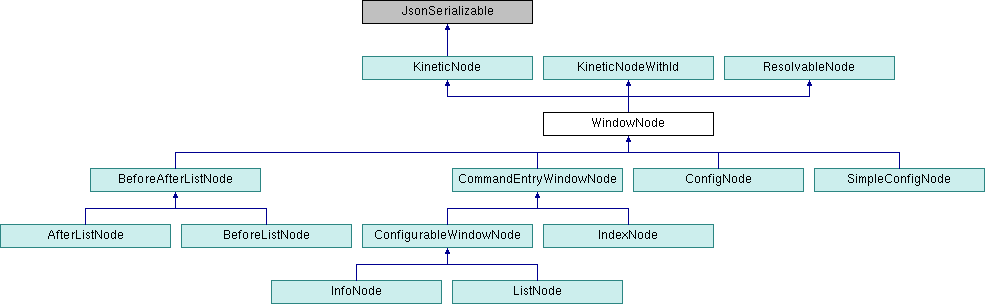 JsonSerializable
KineticNode
KineticNodeWithId
ResolvableNode
WindowNode
BeforeAfterListNode
CommandEntryWindowNode
ConfigNode
SimpleConfigNode
AfterListNode
BeforeListNode
ConfigurableWindowNode
IndexNode
InfoNode
ListNode